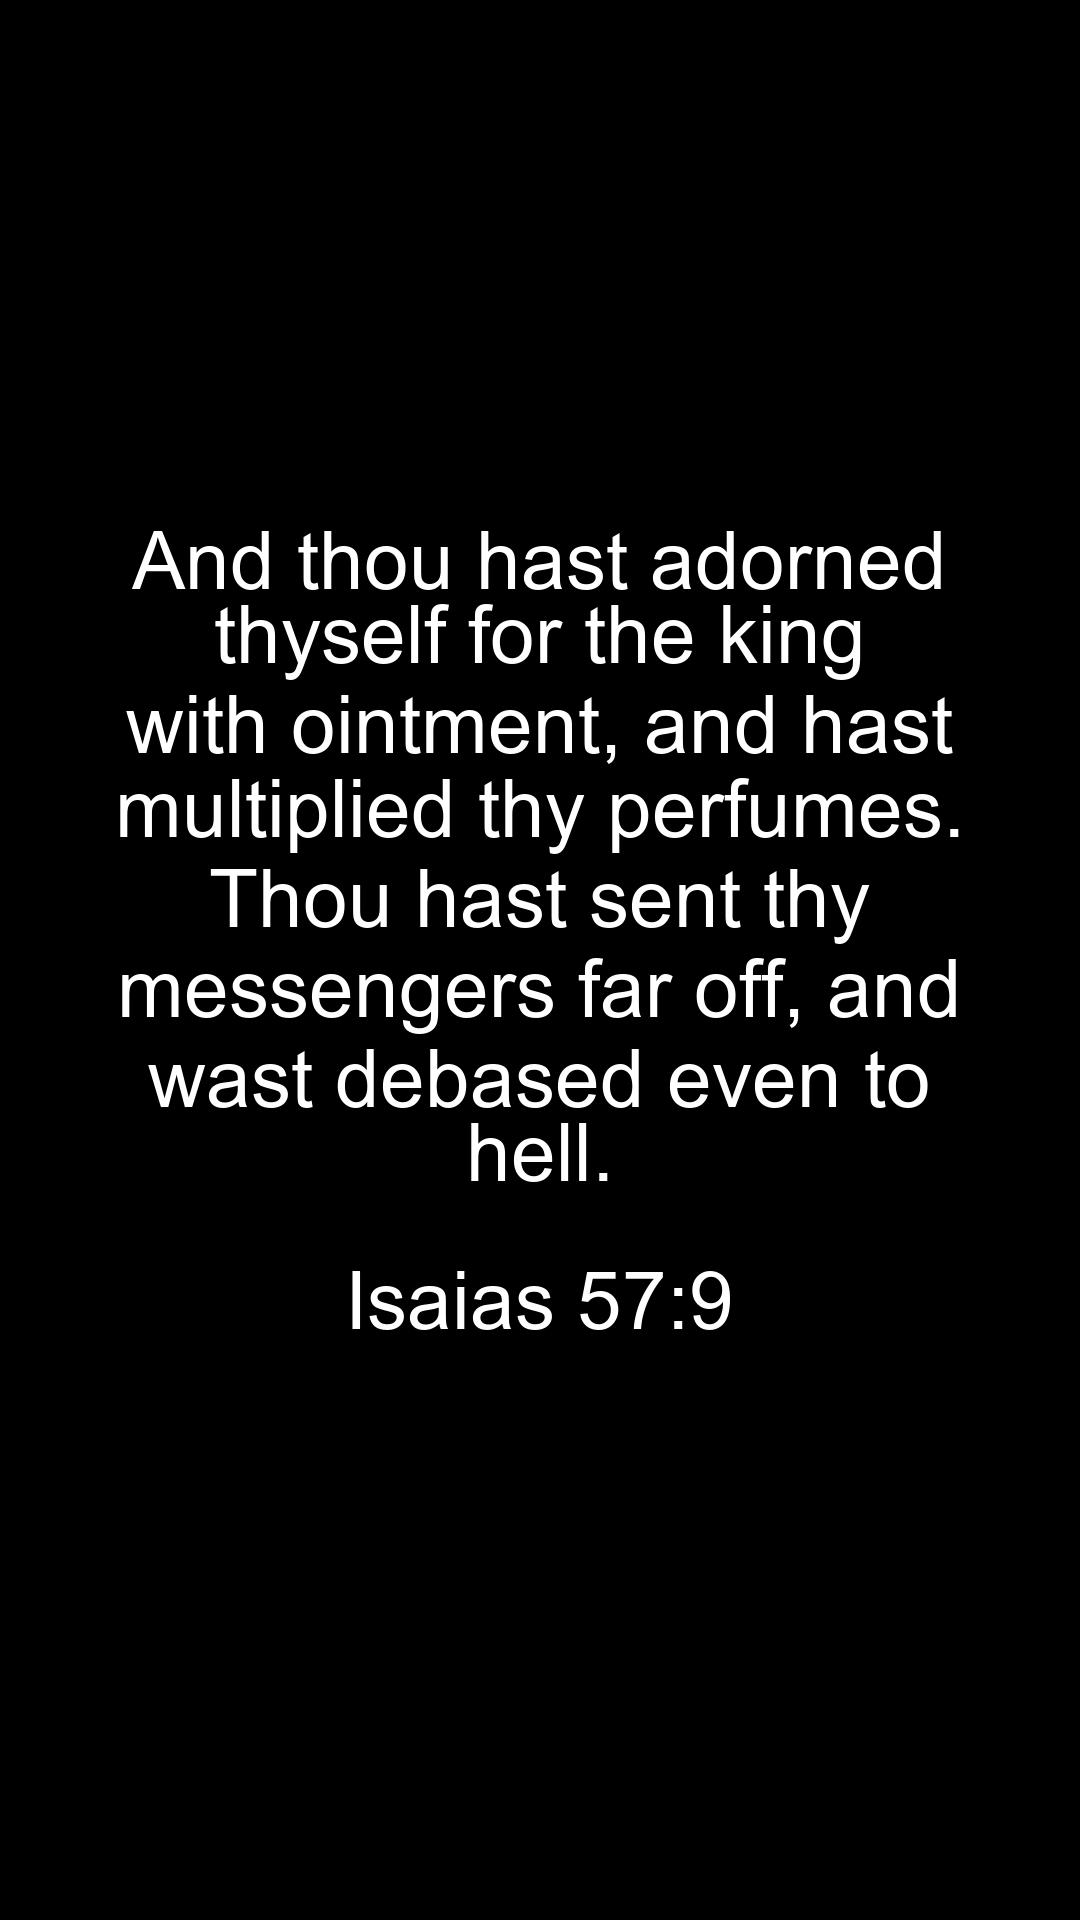 And thou hast adorned
thyself for the king
with ointment, and hast
multiplied thy perfumes.
Thou hast sent thy
messengers far off, and
wast debased even to
hell.
Isaias 57:9